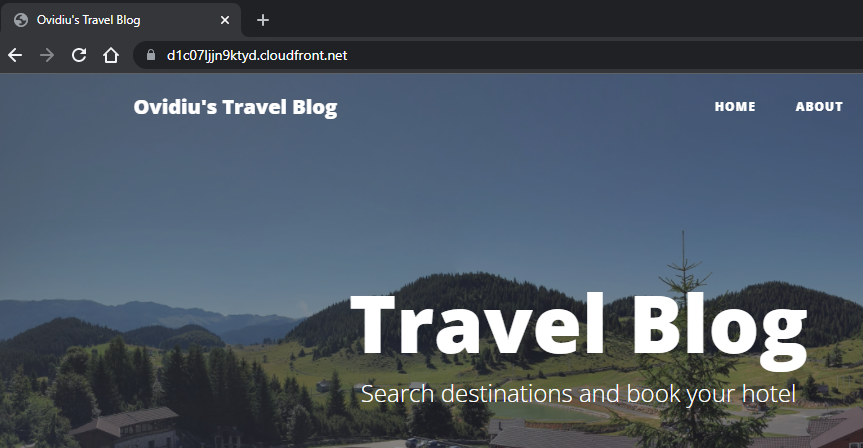 Ovidiu's Travel Blog
d1c07ljjn9ktyd.cloudfront.net
Ovidiu's Travel Blog
HOME
ABOUT
Travel Blog
Search destinations and book your hotel